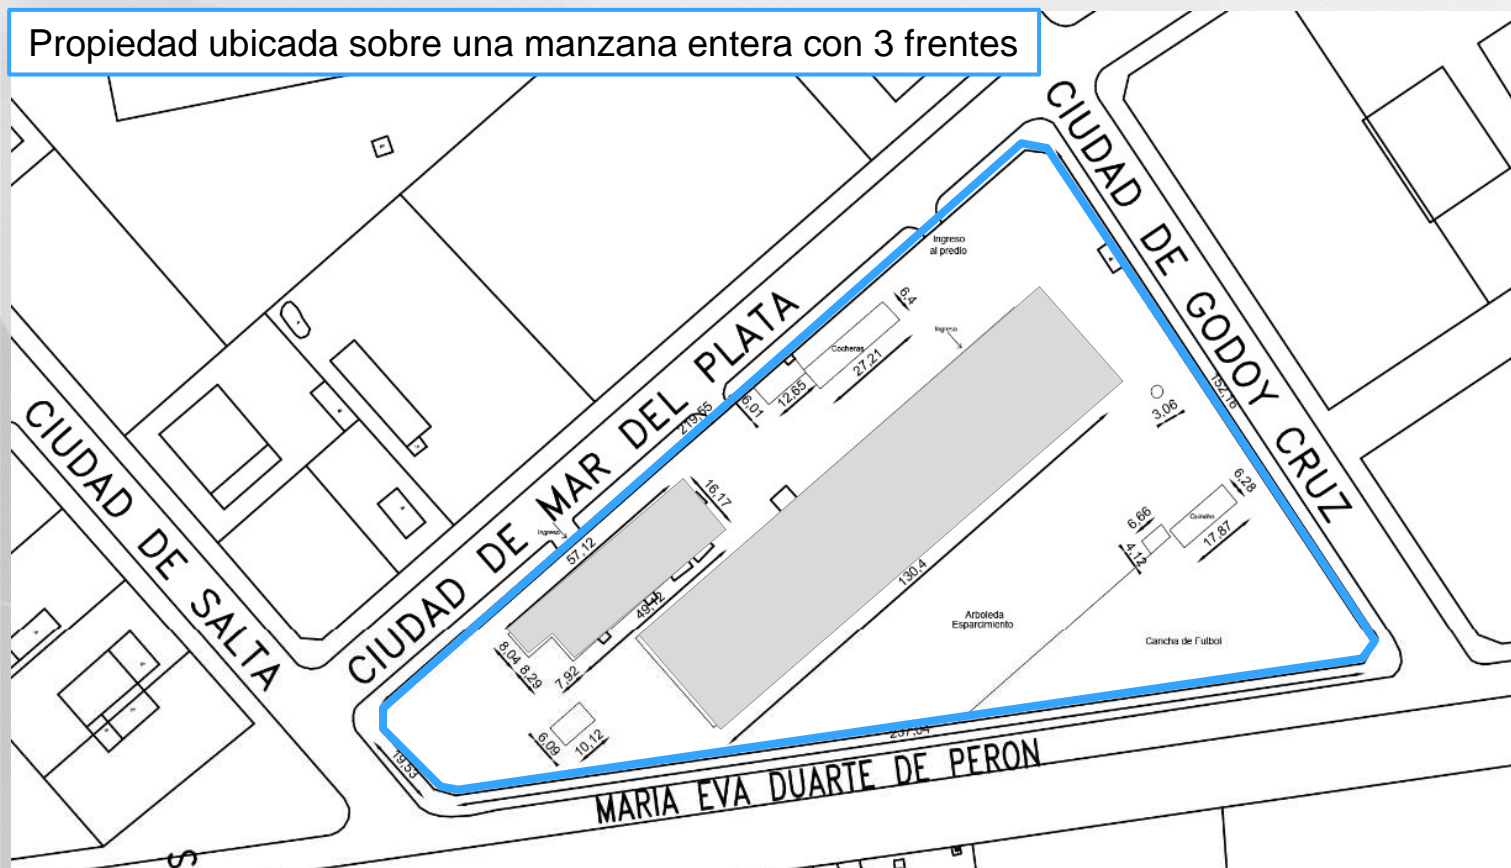 Propiedad ubicada sobre una manzana entera con 3 frentes
CIUDAD DE GODOY CRUZ
CIUDAD DE MAR DEL PLATA
CIUDAD DE SALTA
MARIA EVA DUARTE DE PERON
Ingreso
al predio
6,4
Cocheras
27,21
12,65
6,01
Ingreso
219,55
152,16
3,06
16,17
Ingreso
57,12
49,12
130,4
6,28
Quincho
17,87
6,66
4,12
8,04
8,29
7,92
Arboleda
Esparcimiento
Cancha de Futbol
6,09
10,12
19,53
S